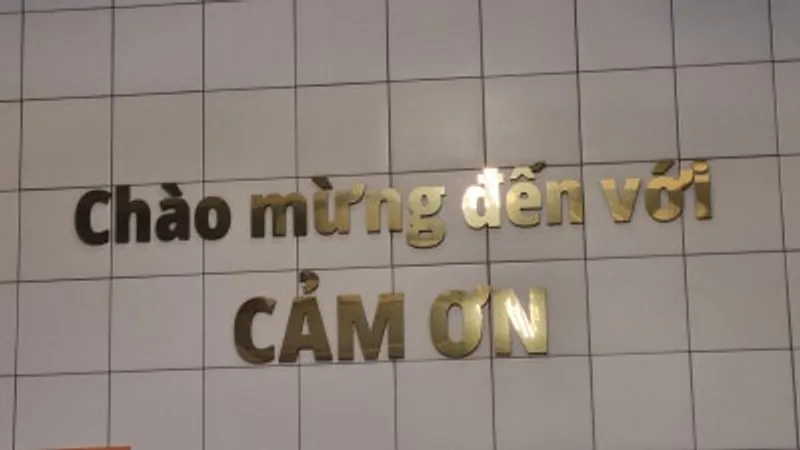 Chào mừng đến với
CẢM ƠN